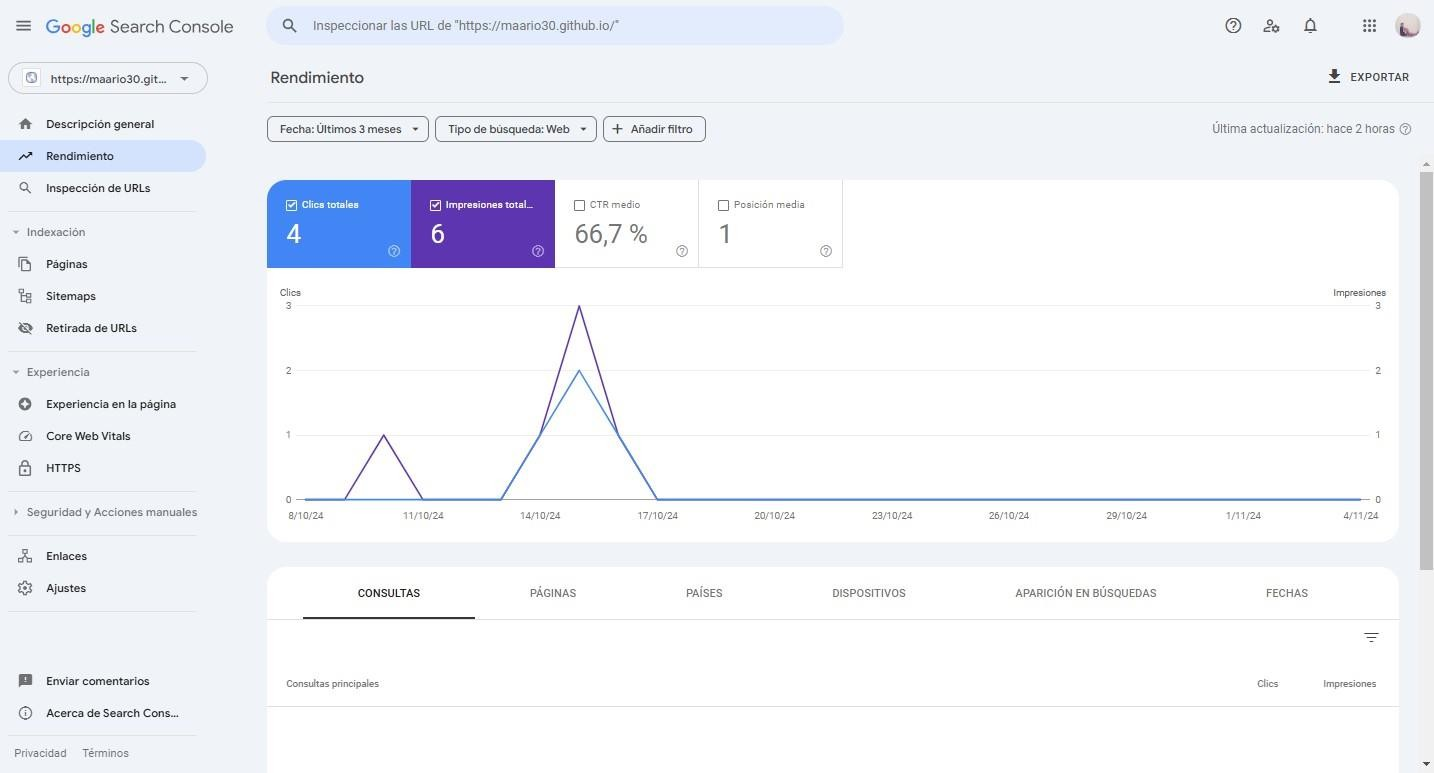 Google Search Console
Inspeccionar las URL de "https://maario30.github.io/"
https://maario30.git...
Rendimiento
EXPORTAR
Descripción general
Rendimiento
Inspección de URLs
Indexación
Páginas
Sitemaps
Retirada de URLs
Experiencia
Experiencia en la página
Core Web Vitals
HTTPS
Seguridad y Acciones manuales
Enlaces
Ajustes
Enviar comentarios
Acerca de Search Cons...
Privacidad Términos
Fecha: Últimos 3 meses
Tipo de búsqueda: Web
Añadir filtro
Última actualización: hace 2 horas
Clics totales
4
Impresiones total...
6
CTR medio
66,7 %
Posición media
1
Clics
Impresiones
3 3
2 2
1 1
0 0
8/10/24 11/10/24 14/10/24 17/10/24 20/10/24 23/10/24 26/10/24 29/10/24 1/11/24 4/11/24
CONSULTAS PÁGINAS PAÍSES DISPOSITIVOS APARICIÓN EN BÚSQUEDAS FECHAS
Consultas principales Clics Impresiones